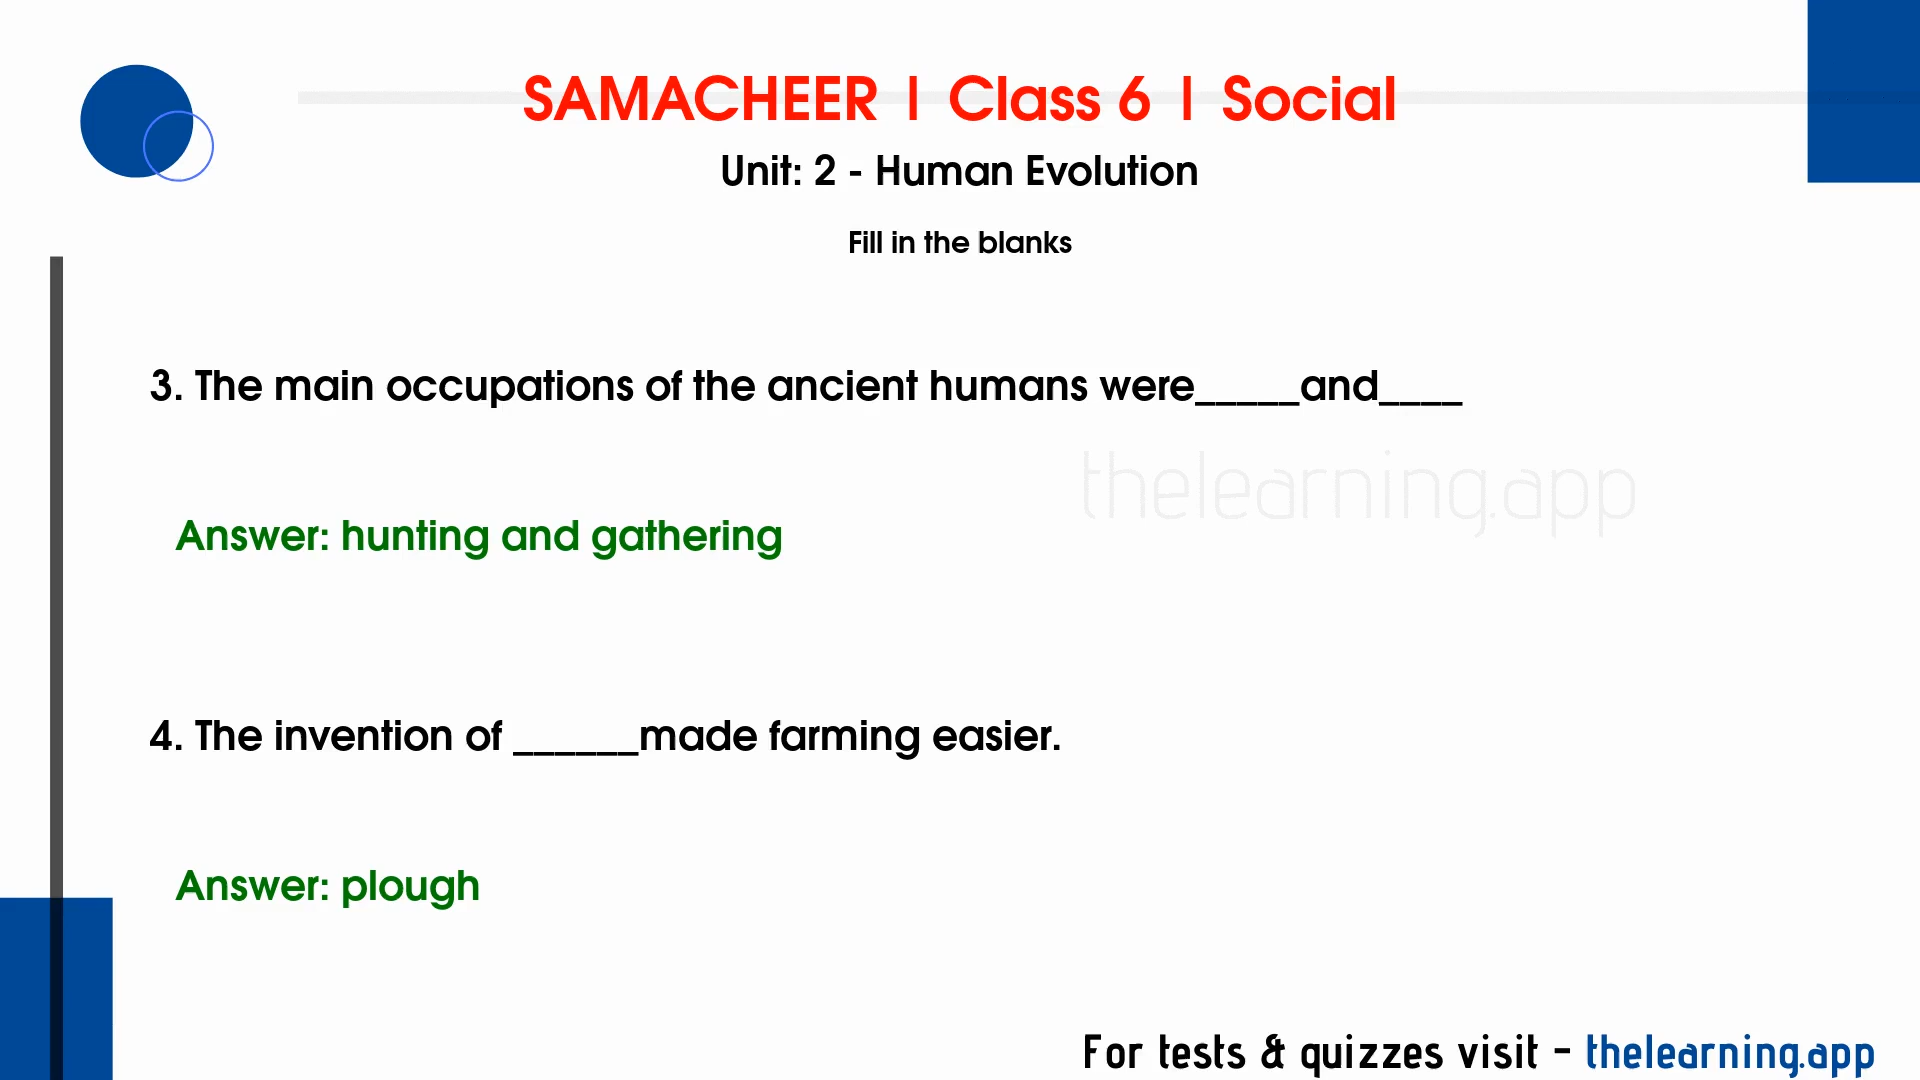 SAMACHEER | Class 6 | Social
Unit: 2 - Human Evolution
Fill in the blanks
3. The main occupations of the ancient humans were_____and____
thelearning.app
Answer: hunting and gathering
4. The invention of ______made farming easier.
Answer: plough
For tests & quizzes visit - thelearning.app